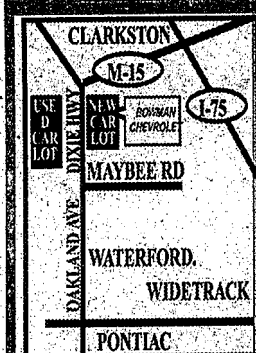 CLARKSTON
M-15
I-75
USE
D
CAR
LOT
DIXIE HWY
NEW
CAR
LOT
BOWMAN
CHEVROLET
MAYBEE RD
OAKLAND AVE
WATERFORD.
WIDETRACK
PONTIAC